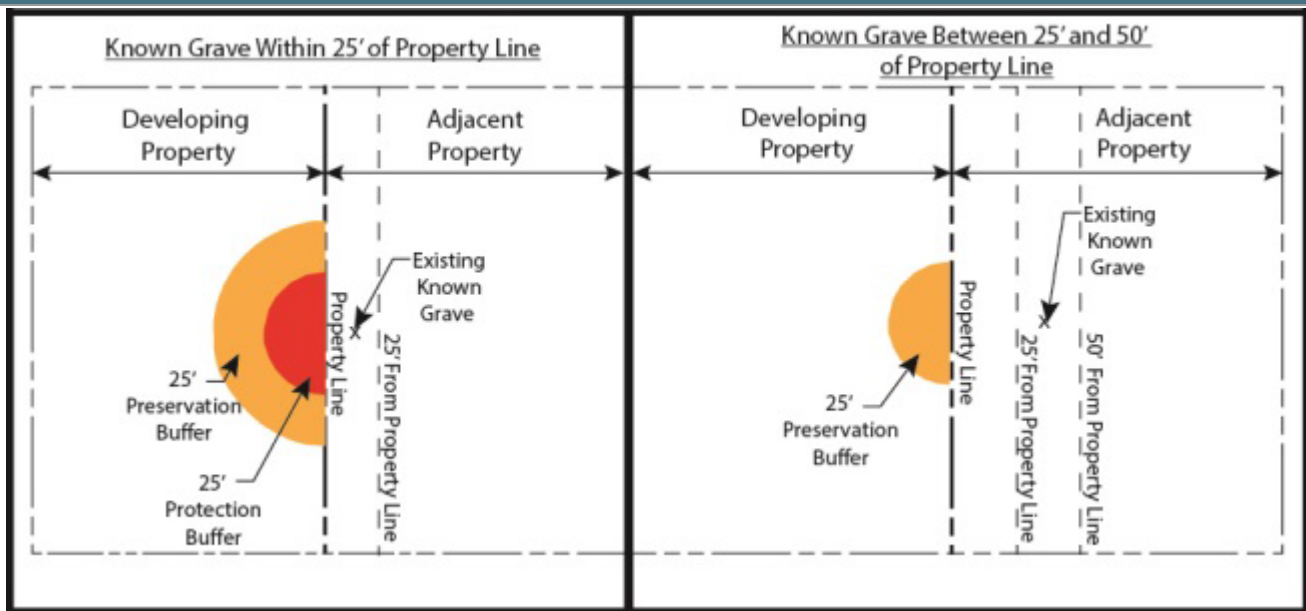 Known Grave Within 25' of Property Line
Developing
Property
Adjacent
Property
Existing
Known
Grave
Property Line
25' From Property Line
25'
Preservation
Buffer
25'
Protection
Buffer
Known Grave Between 25' and 50'
of Property Line
Developing
Property
Adjacent
Property
Existing
Known
Grave
Property Line
25' From Property Line
50' From Property Line
25'
Preservation
Buffer